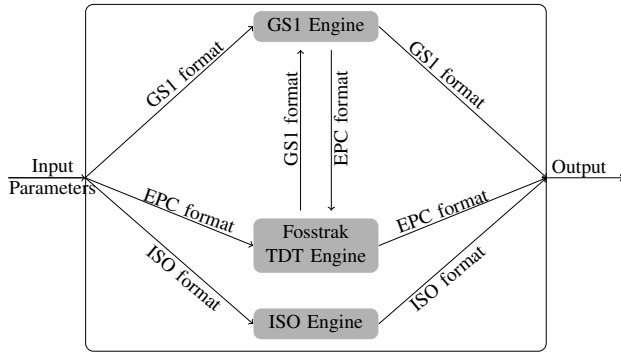 GS1 Engine
GS1 format
GS1 format
GS1 format
EPC format
Input
Parameters
Output
EPC format
EPC format
Fosstrak
TDT Engine
ISO format
ISO format
ISO Engine